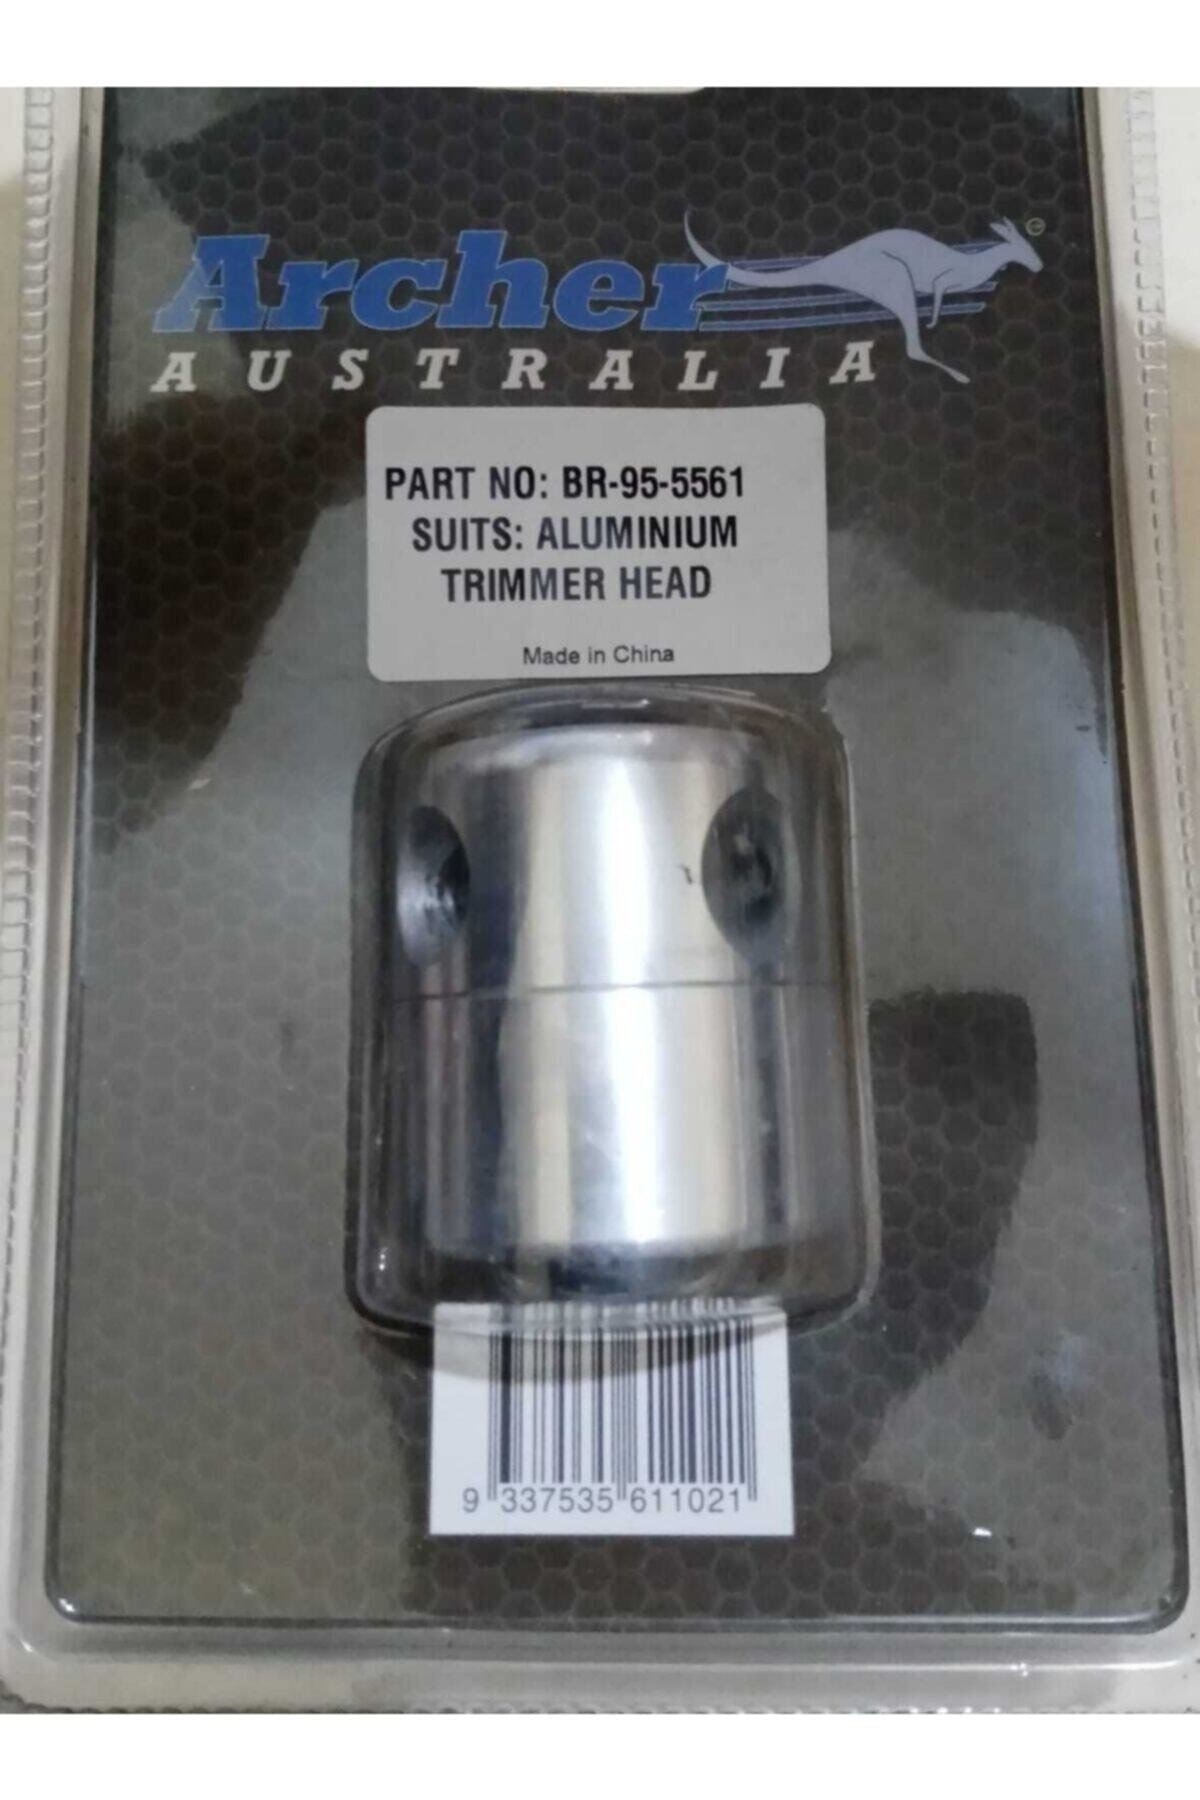 Archer
AUSTRALIA
PART NO: BR-95-5561
SUITS: ALUMINIUM
TRIMMER HEAD
Made in China
9 337535 611021